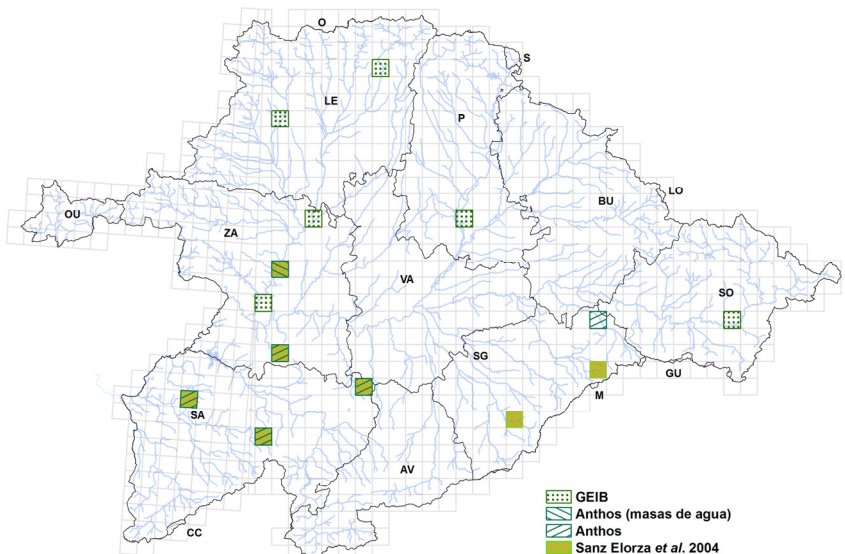 O
S
LE
P
LO
OU
BU
ZA
VA
SO
SG
GU
M
SA
AV
CC
GEIB
Anthos (masas de agua)
Anthos
Sanz Elorza et al. 2004